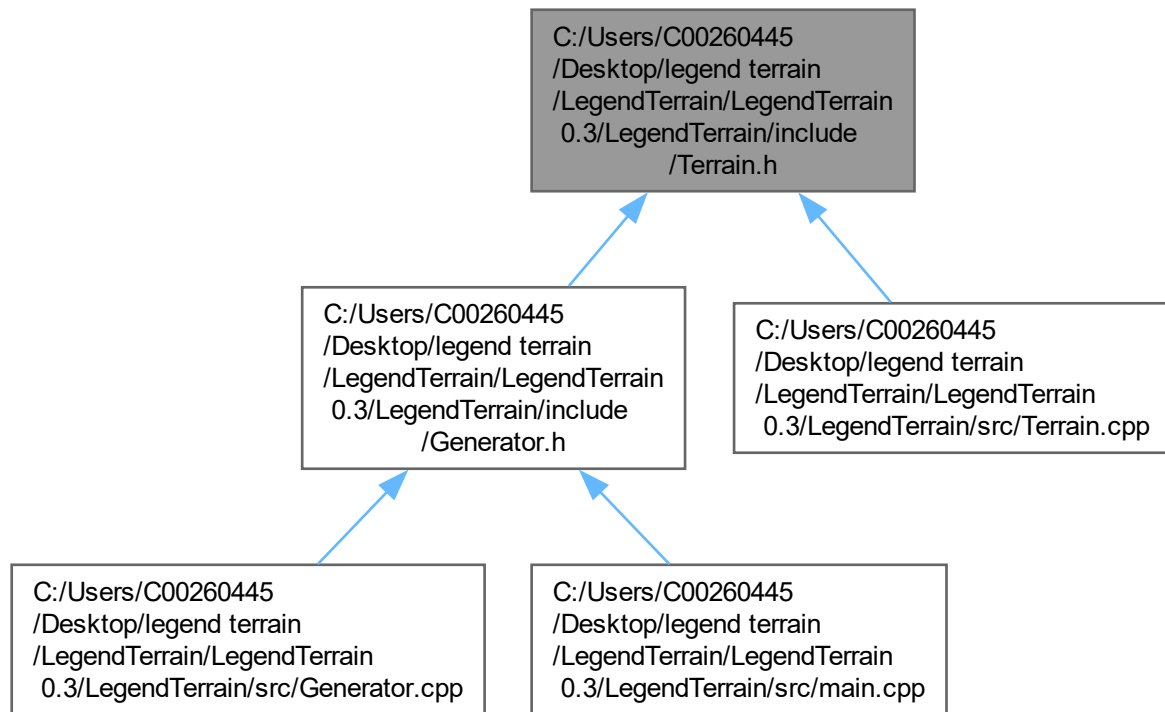 C:/Users/C00260445
/Desktop/legend terrain
/LegendTerrain/LegendTerrain
0.3/LegendTerrain/include
/Terrain.h
C:/Users/C00260445
/Desktop/legend terrain
/LegendTerrain/LegendTerrain
0.3/LegendTerrain/include
/Generator.h
C:/Users/C00260445
/Desktop/legend terrain
/LegendTerrain/LegendTerrain
0.3/LegendTerrain/src/Terrain.cpp
C:/Users/C00260445
/Desktop/legend terrain
/LegendTerrain/LegendTerrain
0.3/LegendTerrain/src/Generator.cpp
C:/Users/C00260445
/Desktop/legend terrain
/LegendTerrain/LegendTerrain
0.3/LegendTerrain/src/main.cpp